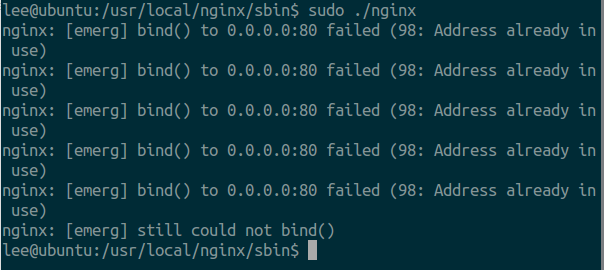 lee@ubuntu:/usr/local/nginx/sbin$ sudo ./nginx
nginx: [emerg] bind() to 0.0.0.0:80 failed (98: Address already in
use)
nginx: [emerg] bind() to 0.0.0.0:80 failed (98: Address already in
use)
nginx: [emerg] bind() to 0.0.0.0:80 failed (98: Address already in
use)
nginx: [emerg] bind() to 0.0.0.0:80 failed (98: Address already in
use)
nginx: [emerg] bind() to 0.0.0.0:80 failed (98: Address already in
use)
nginx: [emerg] still could not bind()
lee@ubuntu:/usr/local/nginx/sbin$